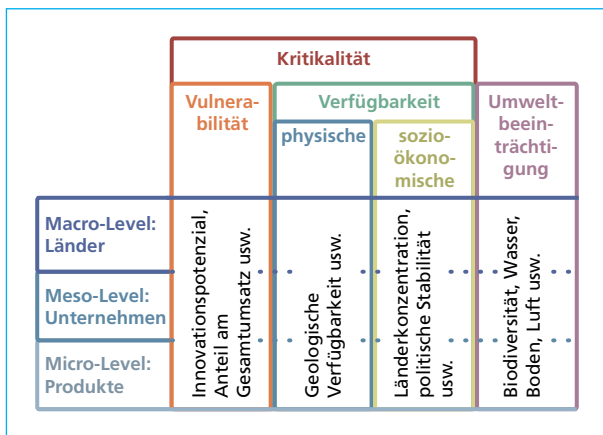 Kritikalität
Vulnera-
bilität
Verfügbarkeit
physische
sozio-
ökono-
mische
Umwelt-
beein-
trächti-
gung
Macro-Level:
Länder
Meso-Level:
Unternehmen
Micro-Level:
Produkte
Innovationspotenzial,
Anteil am
Gesamtumsatz usw.
Geologische
Verfügbarkeit usw.
Länderkonzentration,
politische Stabilität
usw.
Biodiversität, Wasser,
Boden, Luft usw.